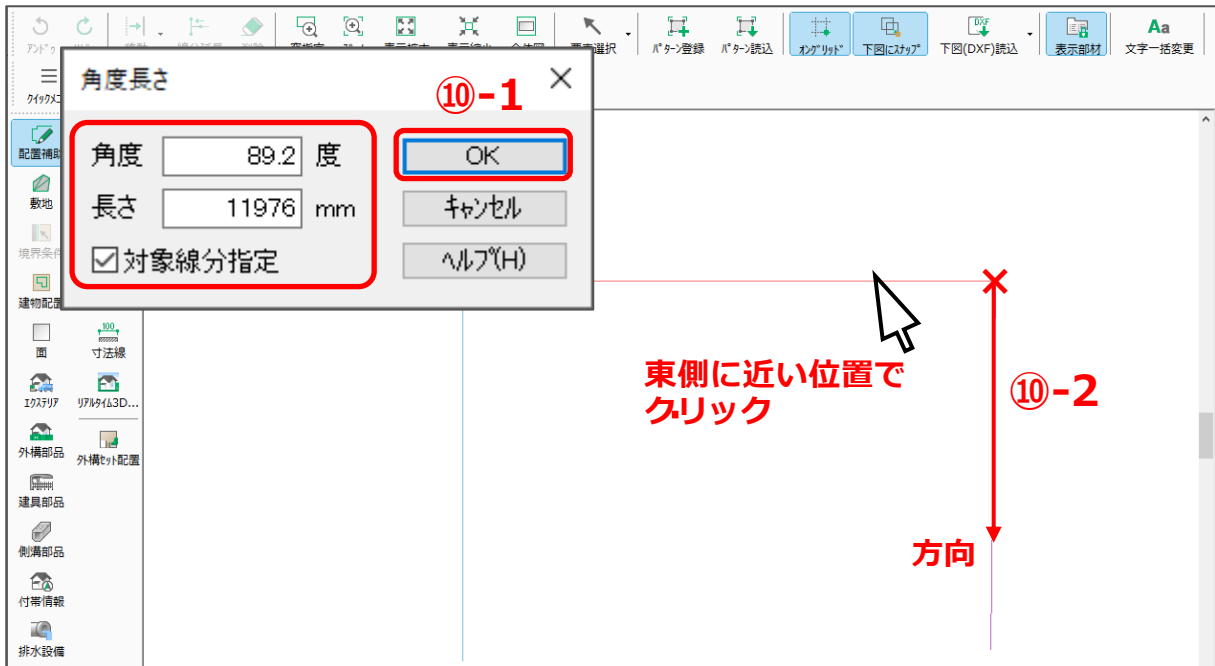 ｱﾝﾄﾞｩ
窓指定
要素選択
ﾊﾟﾀｰﾝ登録
ﾊﾟﾀｰﾝ読込
ｵﾝｸﾞﾘｯﾄﾞ
下図にｽﾅｯﾌﾟ
DXF
下図(DXF)読込
表示部材
Aa
文字一括変更
ｸｲｯｸﾒﾆ
角度長さ
⑩-1
角度 89.2 度
OK
長さ 11976 mm
ｷｬﾝｾﾙ
対象線分指定
ﾍﾙﾌﾟ(H)
配置補助
敷地
境界条件
建物配置
面
100
寸法線
ｴｸｽﾃﾘｱ
ﾘｱﾙﾀｲﾑ3D...
外構部品
外構ｾｯﾄ配置
建具部品
側溝部品
付帯情報
排水設備
東側に近い位置で
クリック
⑩-2
方向